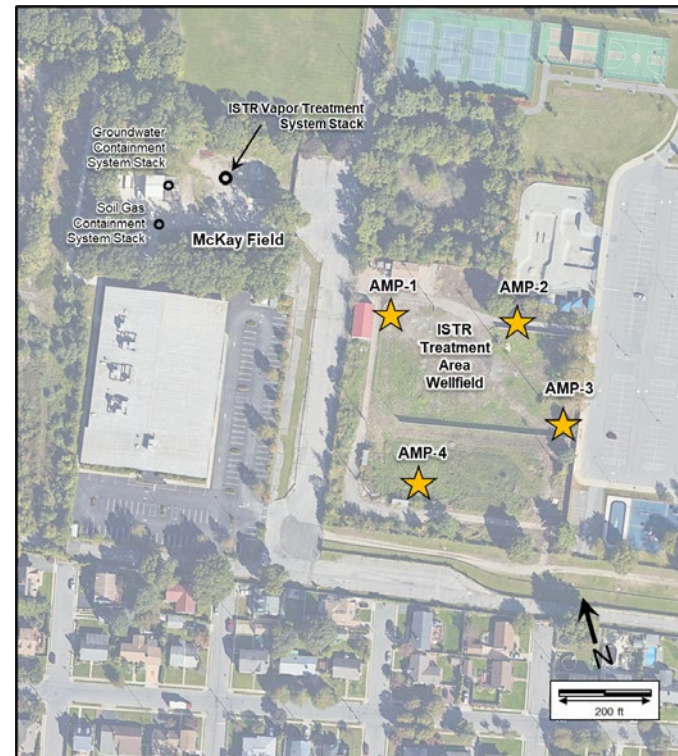 ISTR Vapor Treatment
System Stack
Groundwater
Containment
System Stack
Soil Gas
Containment
System Stack
McKay Field
AMP-1
AMP-2
ISTR
Treatment
Area
Wellfield
AMP-3
AMP-4
N
200 ft